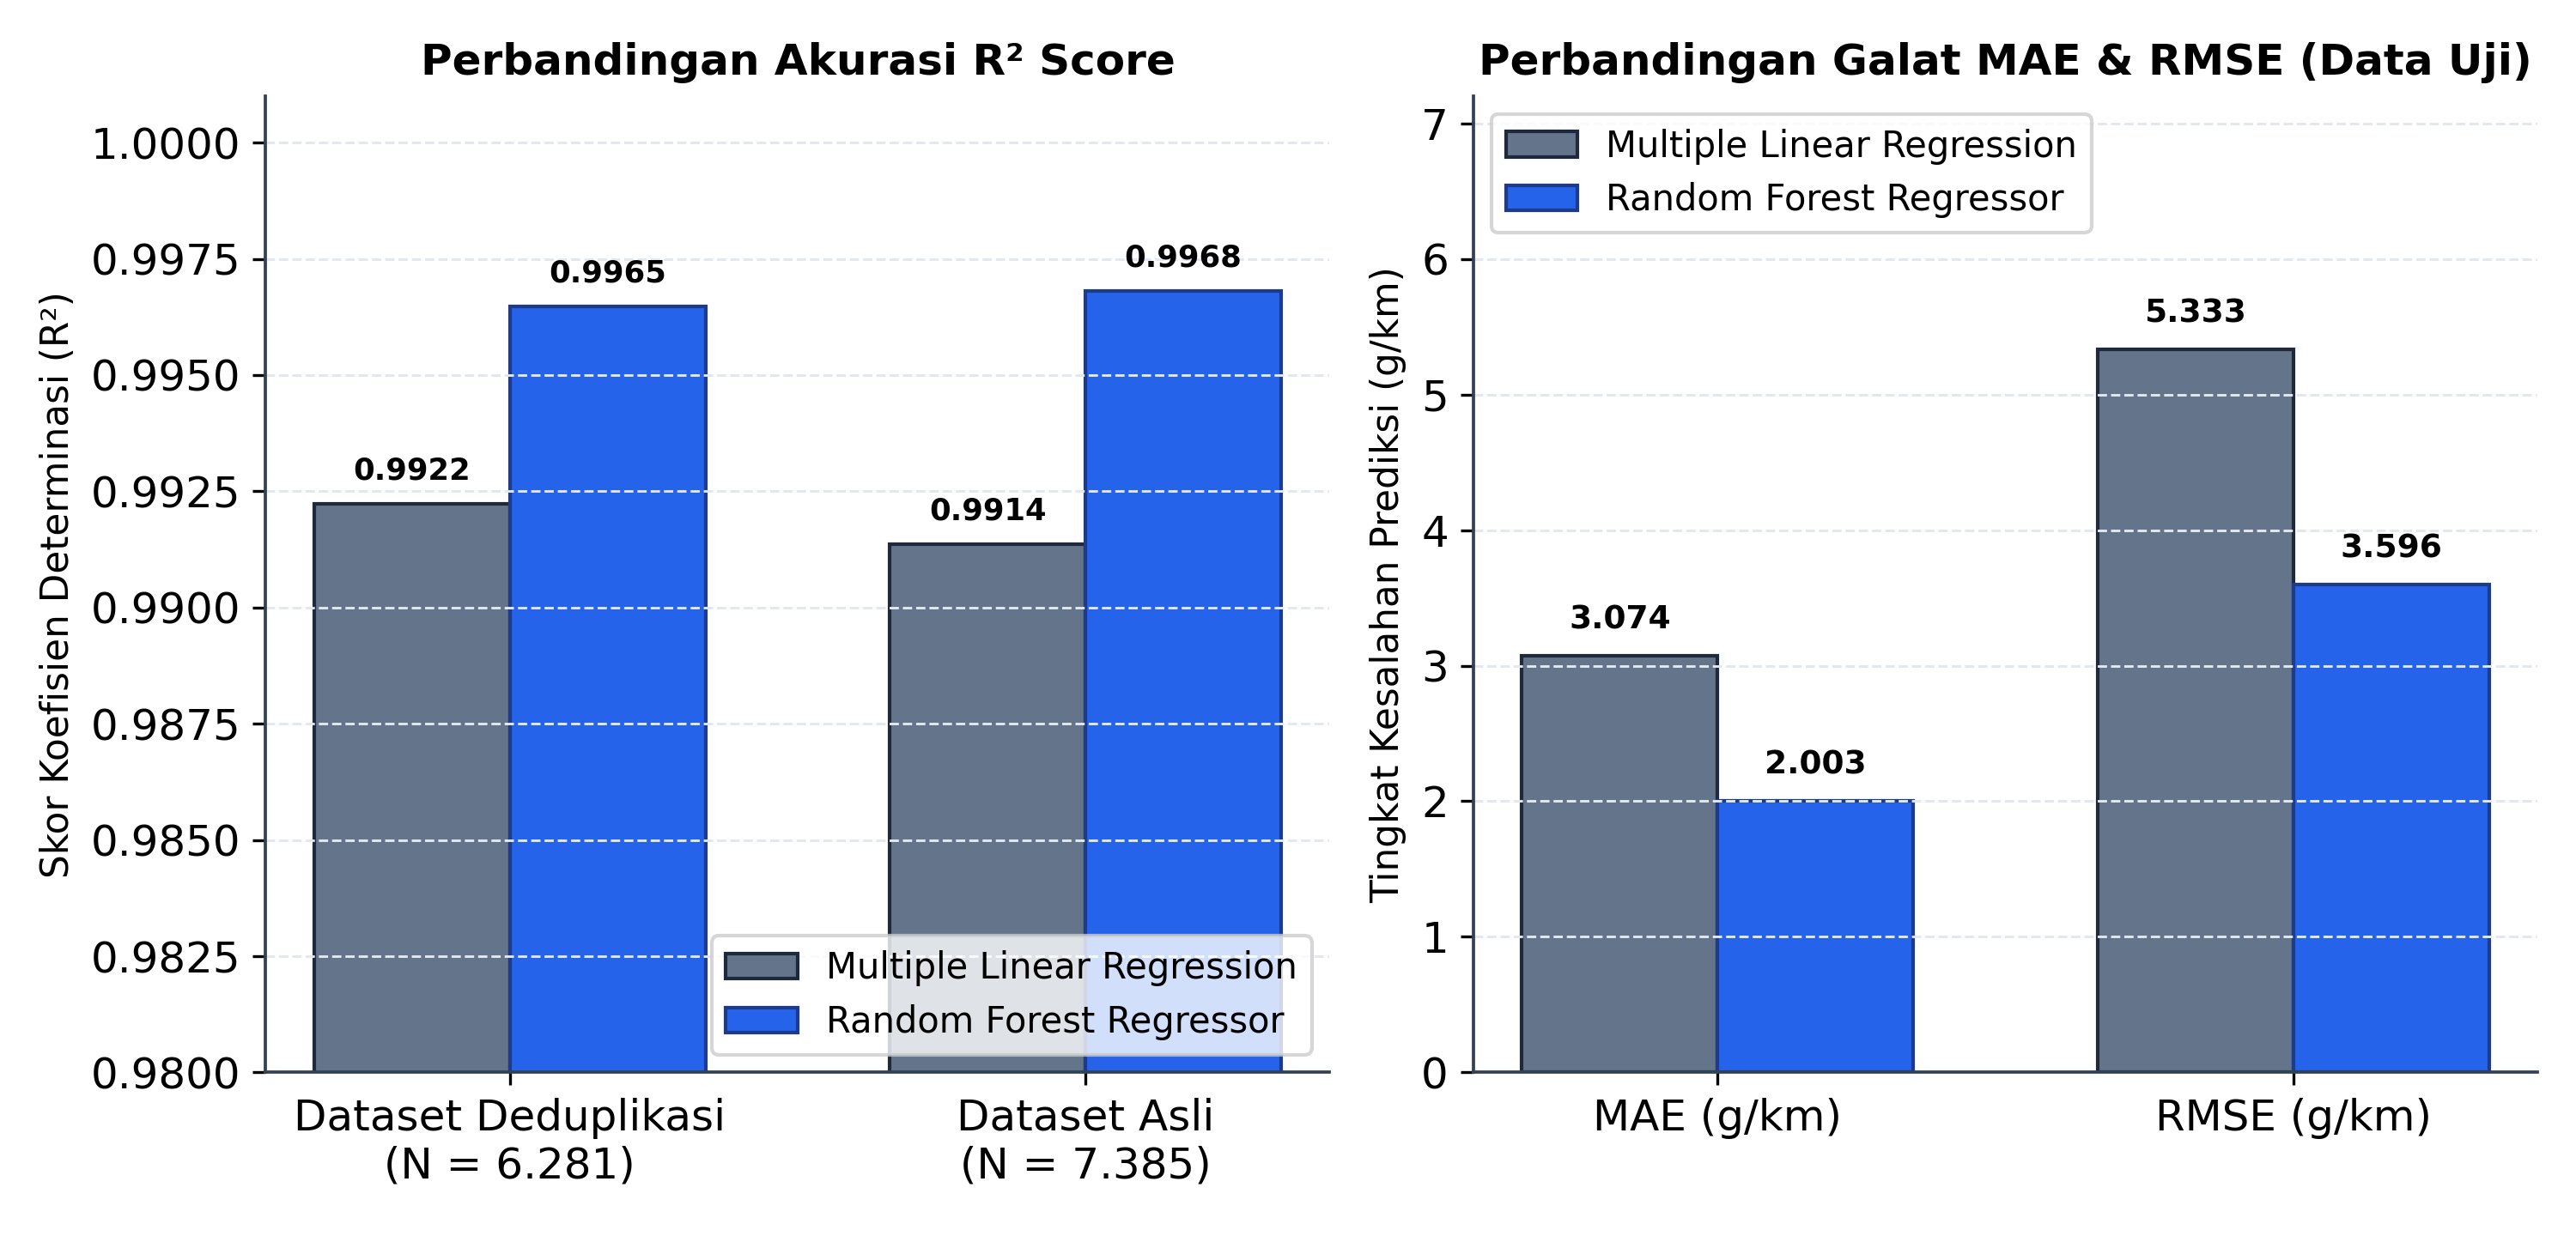 Perbandingan Akurasi R² Score
Skor Koefisien Determinasi (R²)
1.0000
0.9975
0.9950
0.9925
0.9900
0.9875
0.9850
0.9825
0.9800
0.9922
0.9965
0.9914
0.9968
Multiple Linear Regression
Random Forest Regressor
Dataset Deduplikasi
(N = 6.281)
Dataset Asli
(N = 7.385)
Perbandingan Galat MAE & RMSE (Data Uji)
Tingkat Kesalahan Prediksi (g/km)
7
6
5
4
3
2
1
0
Multiple Linear Regression
Random Forest Regressor
3.074
2.003
5.333
3.596
MAE (g/km)
RMSE (g/km)